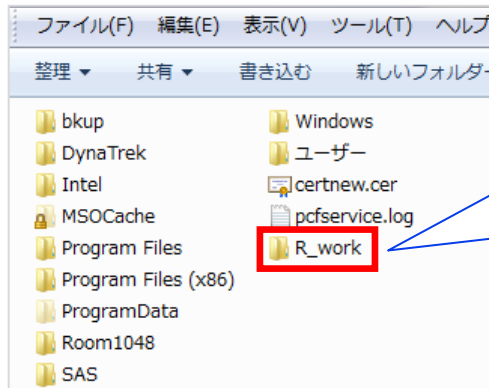 ファイル(F) 編集(E) 表示(V) ツール(T) ヘルプ
整理 共有 書き込む 新しいフォルダー
bkup
DynaTrek
Intel
MSOCache
Program Files
Program Files (x86)
ProgramData
Room1048
SAS
Windows
ユーザー
certnew.cer
pcfservice.log
R_work